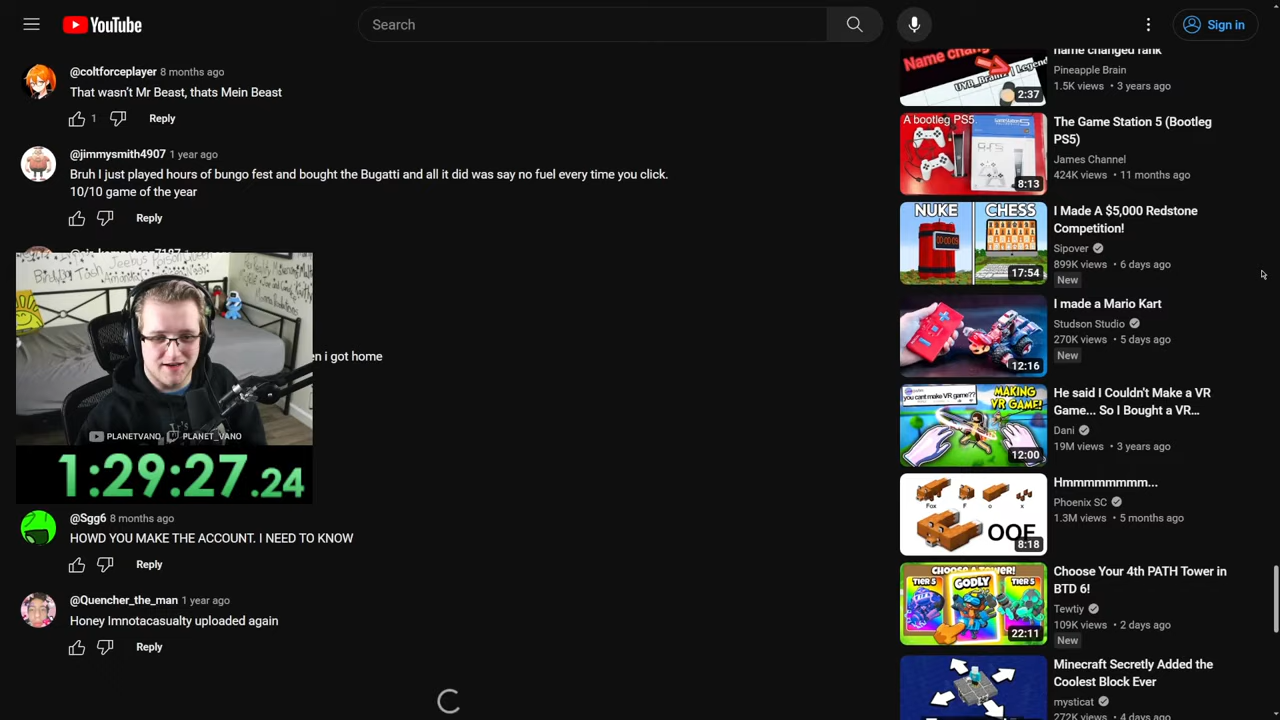 YouTube
Search
Sign in
@coltforceplayer 8 months ago
That wasn't Mr Beast, thats Mein Beast
1
Reply
@jimmysmith4907 1 year ago
Bruh I just played hours of bungo fest and bought the Bugatti and all it did was say no fuel every time you click.
10/10 game of the year
Reply
n i got home
PLANETVANO PLANET_VANO
1:29:27.24
@Sgg6 8 months ago
HOWD YOU MAKE THE ACCOUNT. I NEED TO KNOW
Reply
@Quencher_the_man 1 year ago
Honey Imnotacasualty uploaded again
Reply
Name chang
2:37
name changed rank
Pineapple Brain
1.5K views • 3 years ago
A bootleg PS5.
8:13
The Game Station 5 (Bootleg
PS5)
James Channel
424K views • 11 months ago
NUKE CHESS
17:54
I Made A $5,000 Redstone
Competition!
Sipover
899K views • 6 days ago
New
12:16
I made a Mario Kart
Studson Studio
270K views • 5 days ago
New
you cant make VR game??
MAKING
VR GAME!
12:00
He said I Couldn't Make a VR
Game... So I Bought a VR...
Dani
19M views • 3 years ago
Fox F o x
OOF
8:18
Hmmmmmmmm...
Phoenix SC
1.3M views • 5 months ago
CHOOSE A TOWER!
TIER 5 GODLY TIER 5
22:11
Choose Your 4th PATH Tower in
BTD 6!
Tewtiy
109K views • 2 days ago
New
Minecraft Secretly Added the
Coolest Block Ever
mysticat
272K views • 4 days ago